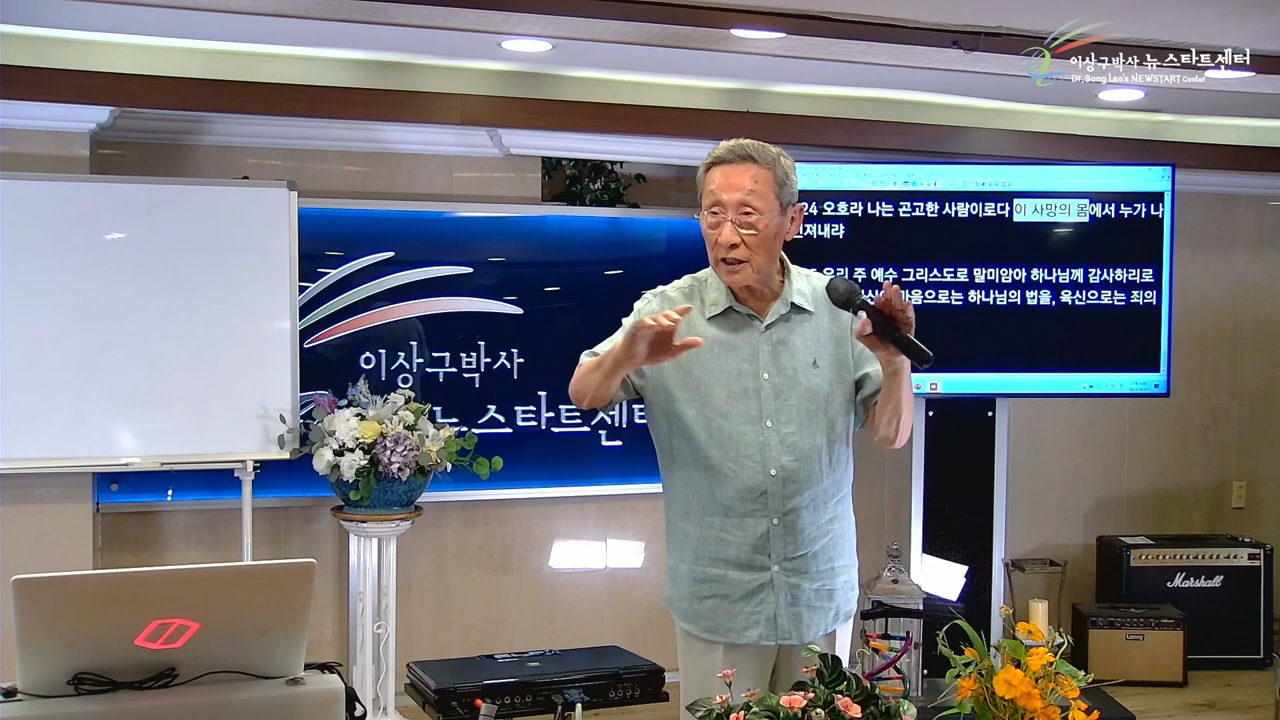 이상구박사 뉴스타트센터
Dr. Sang Lee's NEWSTART Center
24 오호라 나는 곤고한 사람이로다 이 사망의 몸에서 누가 나
져내랴
우리 주 예수 그리스도로 말미암아 하나님께 감사하리로
마음으로는 하나님의 법을, 육신으로는 죄의
이상구박사
뉴스타트센터
Marshall
Laney